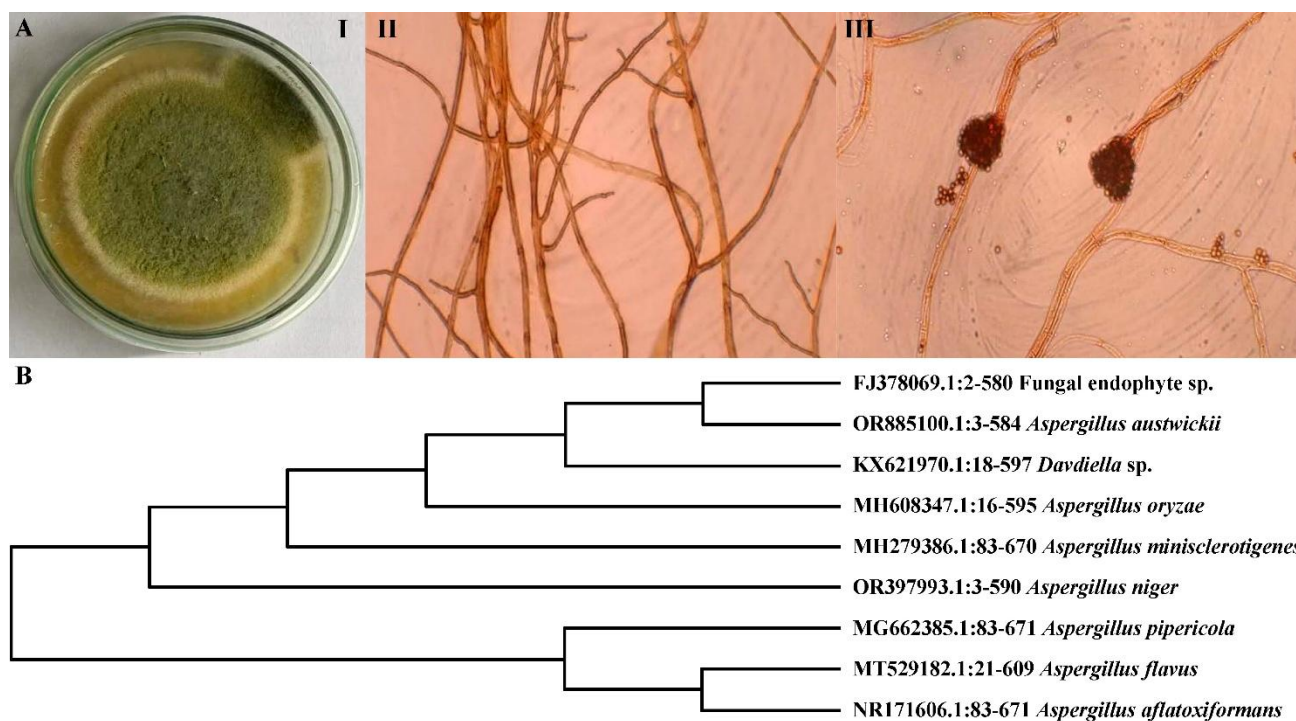 A
I
II
III
B
FJ378069.1:2-580 Fungal endophyte sp.
OR885100.1:3-584 Aspergillus austwickii
KX621970.1:18-597 Davdiella sp.
MH608347.1:16-595 Aspergillus oryzae
MH279386.1:83-670 Aspergillus minisclerotigenes
OR397993.1:3-590 Aspergillus niger
MG662385.1:83-671 Aspergillus pipericola
MT529182.1:21-609 Aspergillus flavus
NR171606.1:83-671 Aspergillus aflatoxiformans